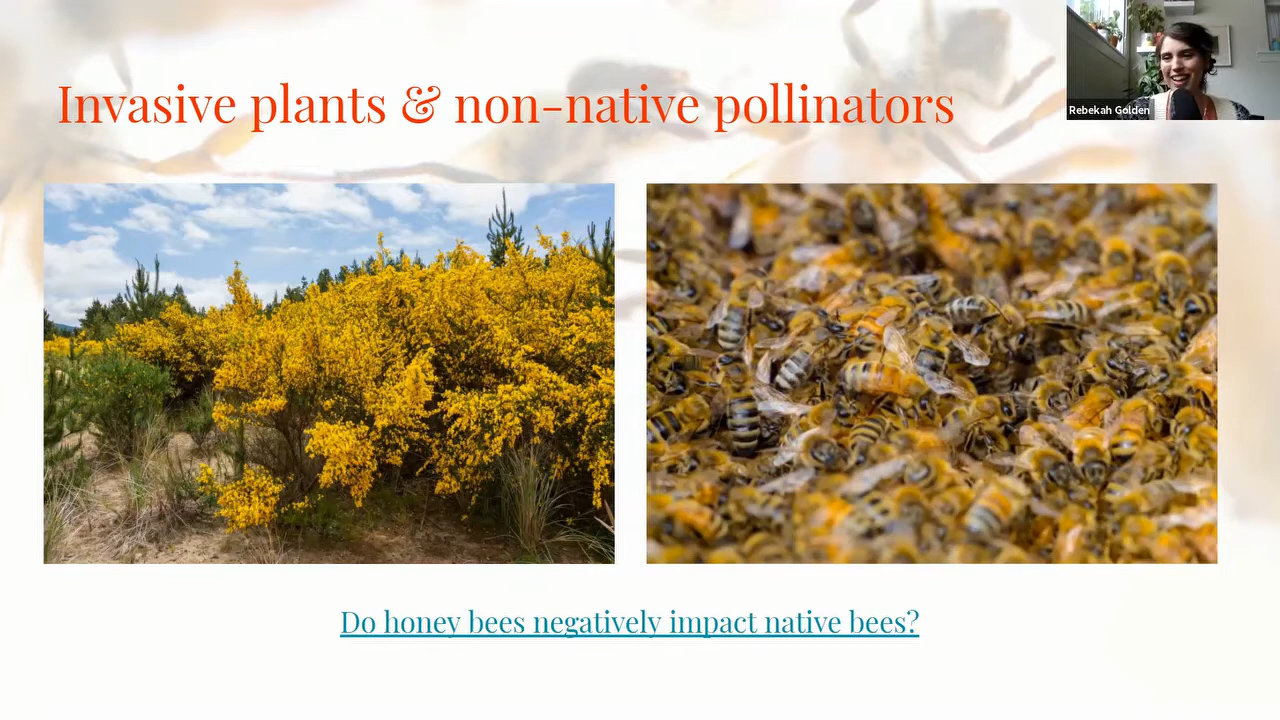 Invasive plants & non-native pollinators
Rebekah Golden
Do honey bees negatively impact native bees?